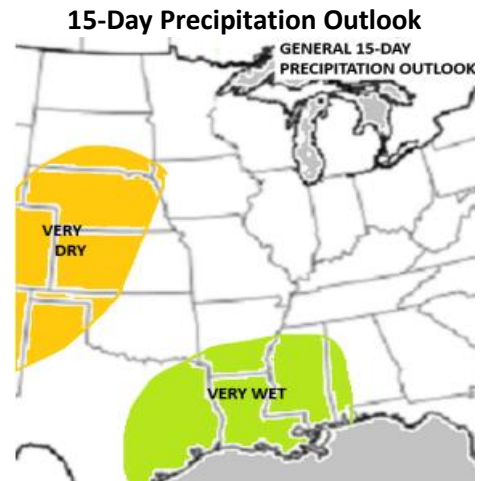 15-Day Precipitation Outlook
GENERAL 15-DAY
PRECIPITATION OUTLOOK
VERY
DRY
VERY WET